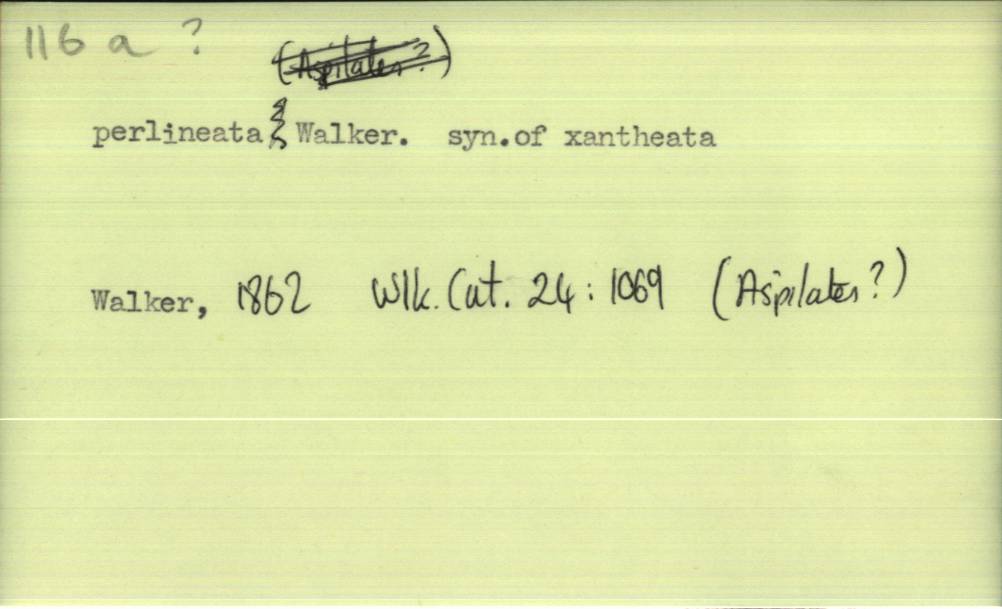 116 a ?
(Aspilates ?)
perlineata Walker. syn.of xantheata
Walker, 1862 Wlk. Cat. 24 : 1069 (Aspilates ?)